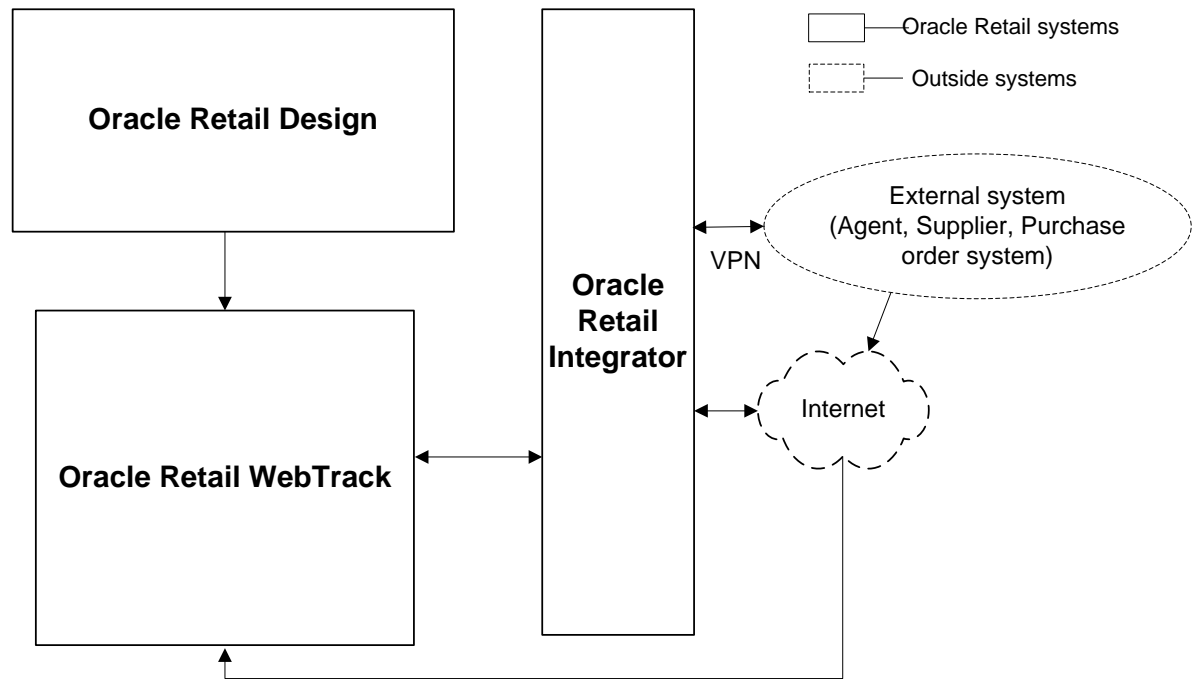 Oracle Retail Design
Oracle Retail systems
Outside systems
External system
(Agent, Supplier, Purchase
order system)
VPN
Oracle
Retail
Integrator
Internet
Oracle Retail WebTrack